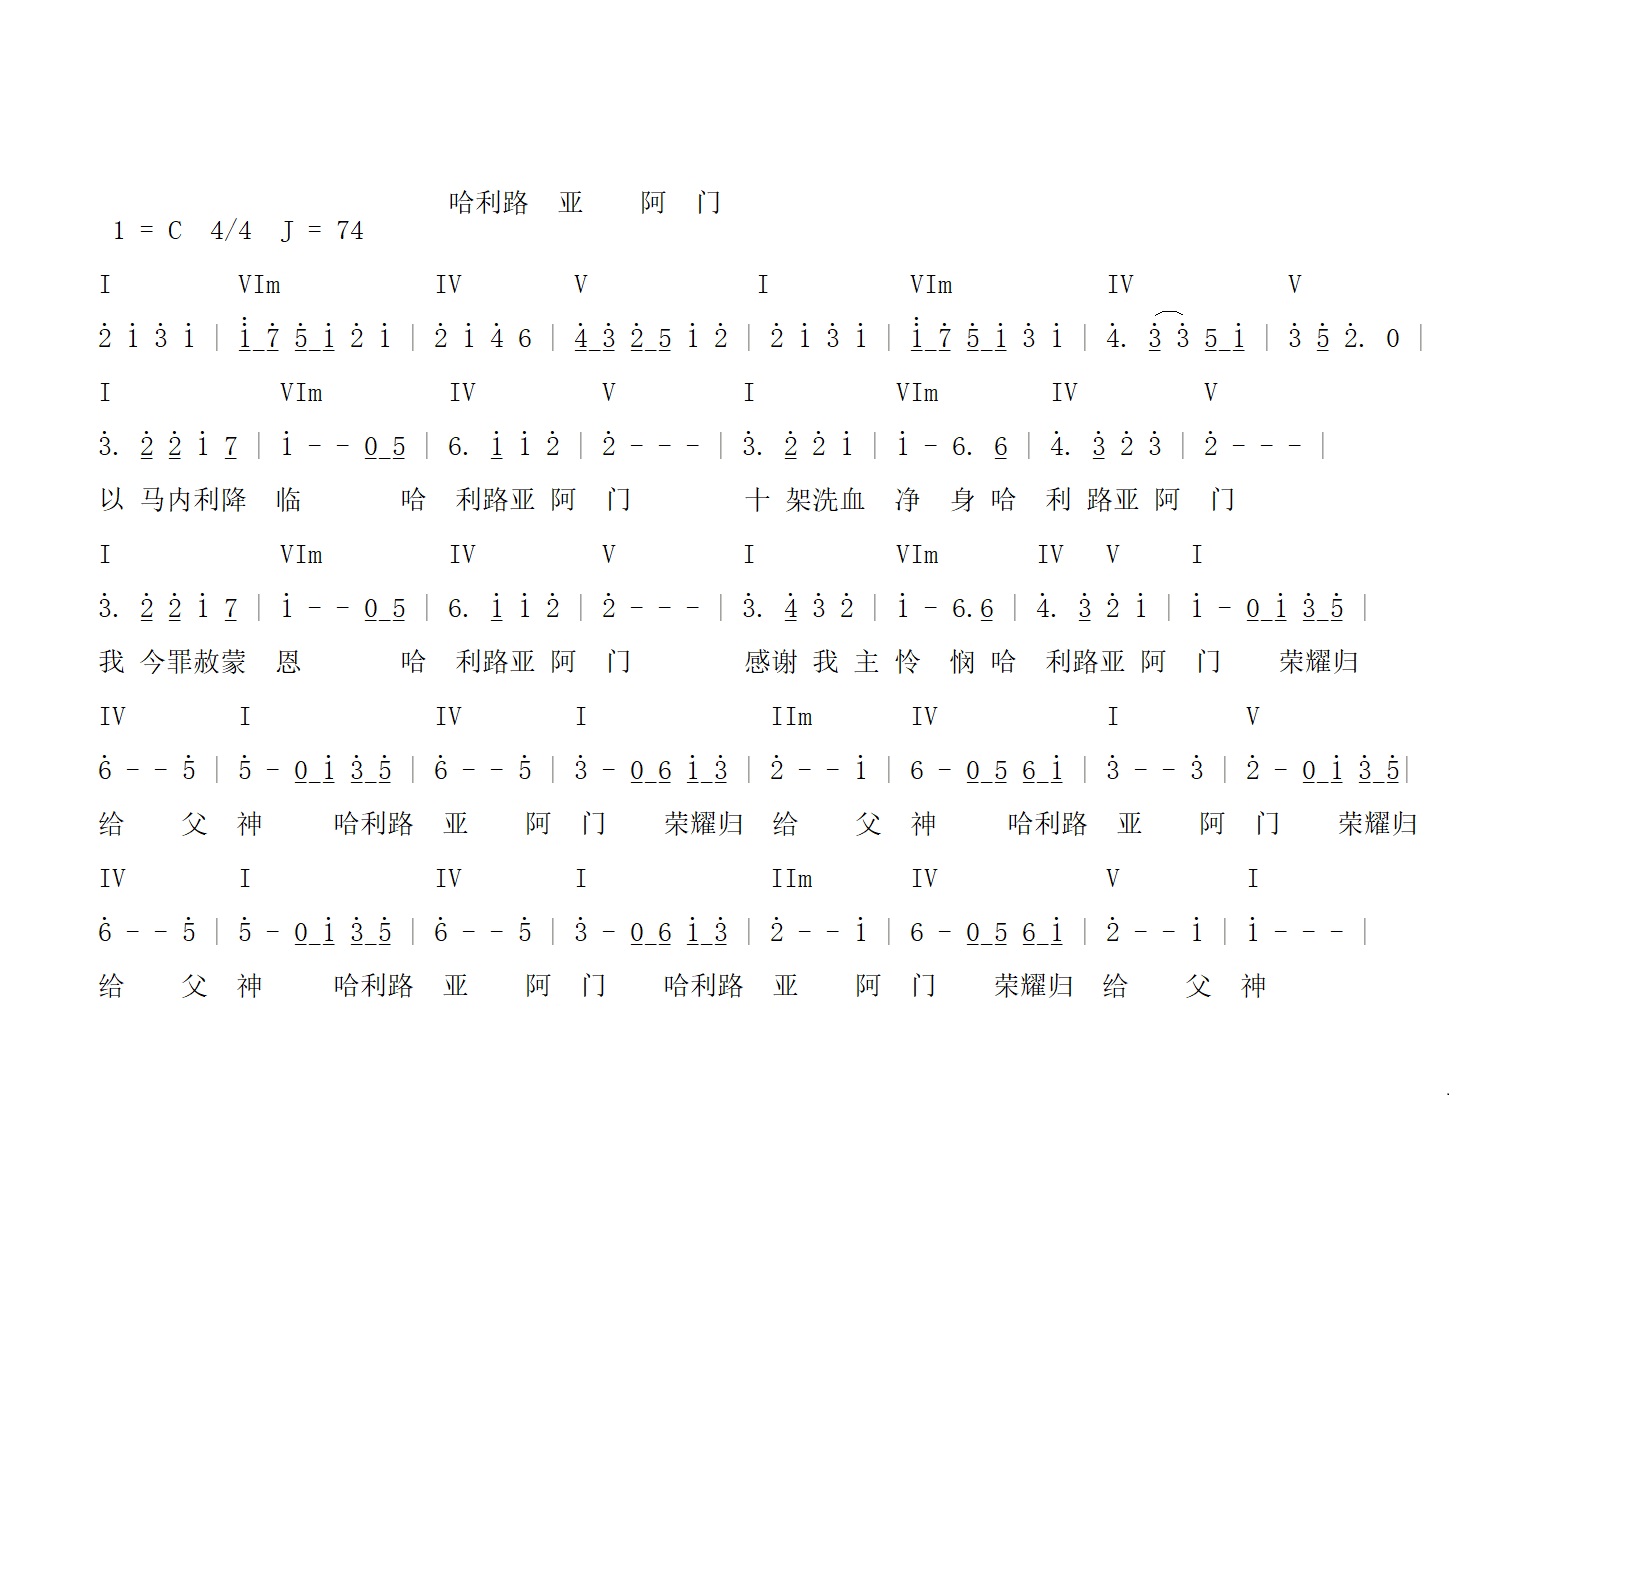 哈利路 亚 阿 门
1 = C 4/4 J = 74
I VIm IV V I VIm IV V
2̇ 1̇ 3̇ 1̇ | 1̇ 7̇ 5̇ 1̇ 2̇ 1̇ | 2̇ 1̇ 4̇ 6 | 4̇ 3̇ 2̇ 5 1̇ 2̇ | 2̇ 1̇ 3̇ 1̇ | 1̇ 7̇ 5̇ 1̇ 3̇ 1̇ | 4̇. 3̇ 3̇ 5 1̇ | 3̇ 5̇ 2̇. 0 |
I VIm IV V I VIm IV V
3̇. 2̇ 2̇ 1̇ 7 | 1̇ - - 0 5 | 6. 1̇ 1̇ 2̇ | 2̇ - - - | 3̇. 2̇ 2̇ 1̇ | 1̇ - 6. 6 | 4̇. 3̇ 2̇ 3̇ | 2̇ - - - |
以 马内利降 临 哈 利路亚 阿 门 十 架洗血 净 身 哈 利 路亚 阿 门
I VIm IV V I VIm IV V I
3̇. 2̇ 2̇ 1̇ 7 | 1̇ - - 0 5 | 6. 1̇ 1̇ 2̇ | 2̇ - - - | 3̇. 4̇ 3̇ 2̇ | 1̇ - 6.6 | 4̇. 3̇ 2̇ 1̇ | 1̇ - 0 1̇ 3̇ 5̇ |
我 今罪赦蒙 恩 哈 利路亚 阿 门 感谢 我 主 怜 悯 哈 利路亚 阿 门 荣耀归
IV I IV I IIm IV I V
6̇ - - 5̇ | 5̇ - 0 1̇ 3̇ 5̇ | 6̇ - - 5̇ | 3̇ - 0 6 1̇ 3̇ | 2̇ - - 1̇ | 6 - 0 5 6 1̇ | 3̇ - - 3̇ | 2̇ - 0 1̇ 3̇ 5̇|
给 父 神 哈利路 亚 阿 门 荣耀归 给 父 神 哈利路 亚 阿 门 荣耀归
IV I IV I IIm IV V I
6̇ - - 5̇ | 5̇ - 0 1̇ 3̇ 5̇ | 6̇ - - 5̇ | 3̇ - 0 6 1̇ 3̇ | 2̇ - - 1̇ | 6 - 0 5 6 1̇ | 2̇ - - 1̇ | 1̇ - - - |
给 父 神 哈利路 亚 阿 门 哈利路 亚 阿 门 荣耀归 给 父 神